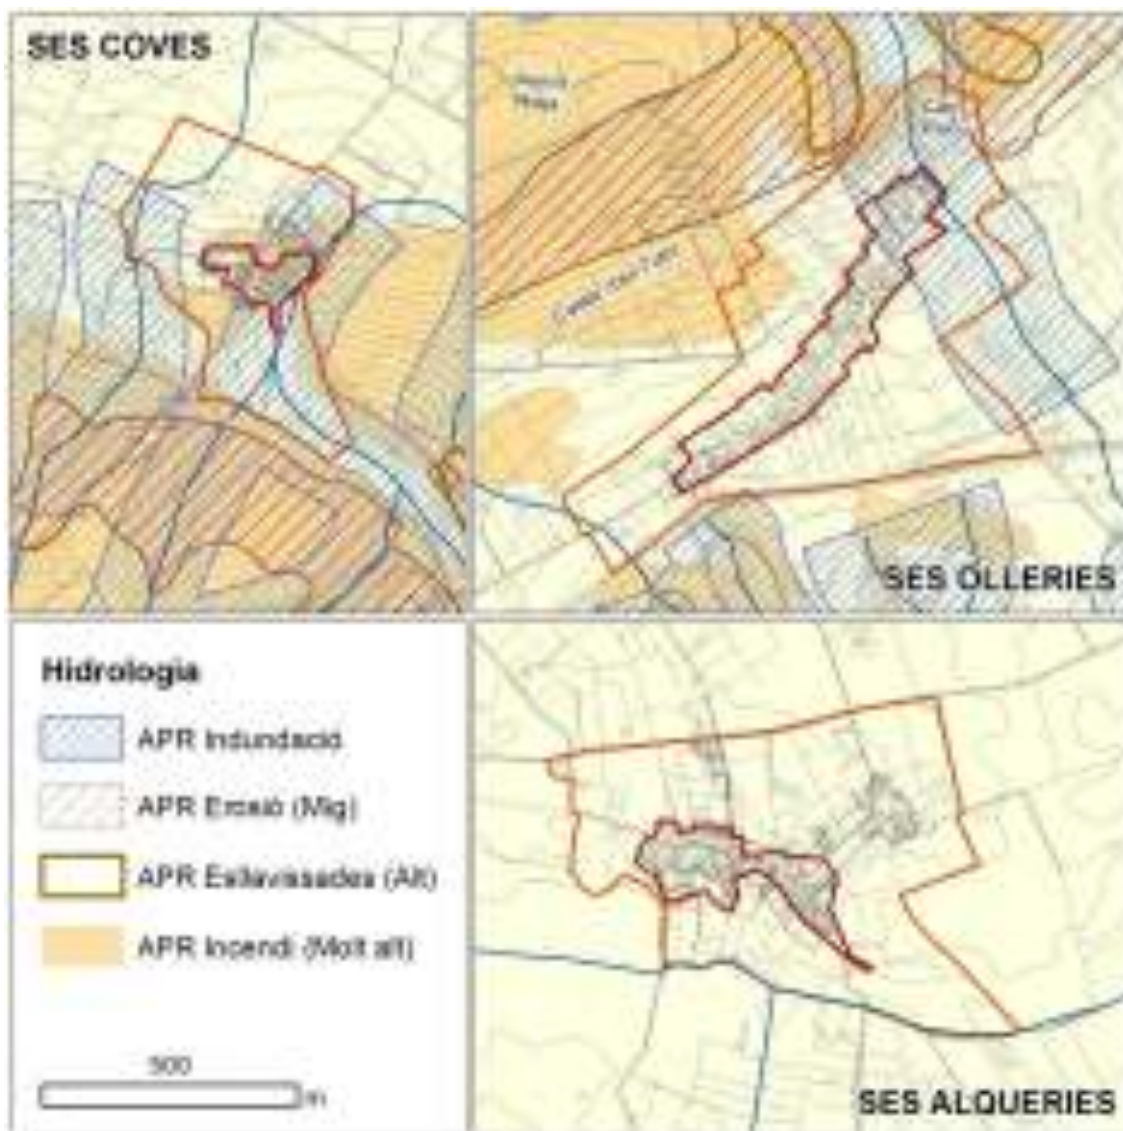 SES COVES
SES OLLERIES
Hidrologia
APR Indundació
APR Erosió (Mig)
APR Esllavissades (Alt)
APR Incendi (Molt alt)
500
m
SES ALQUERIES